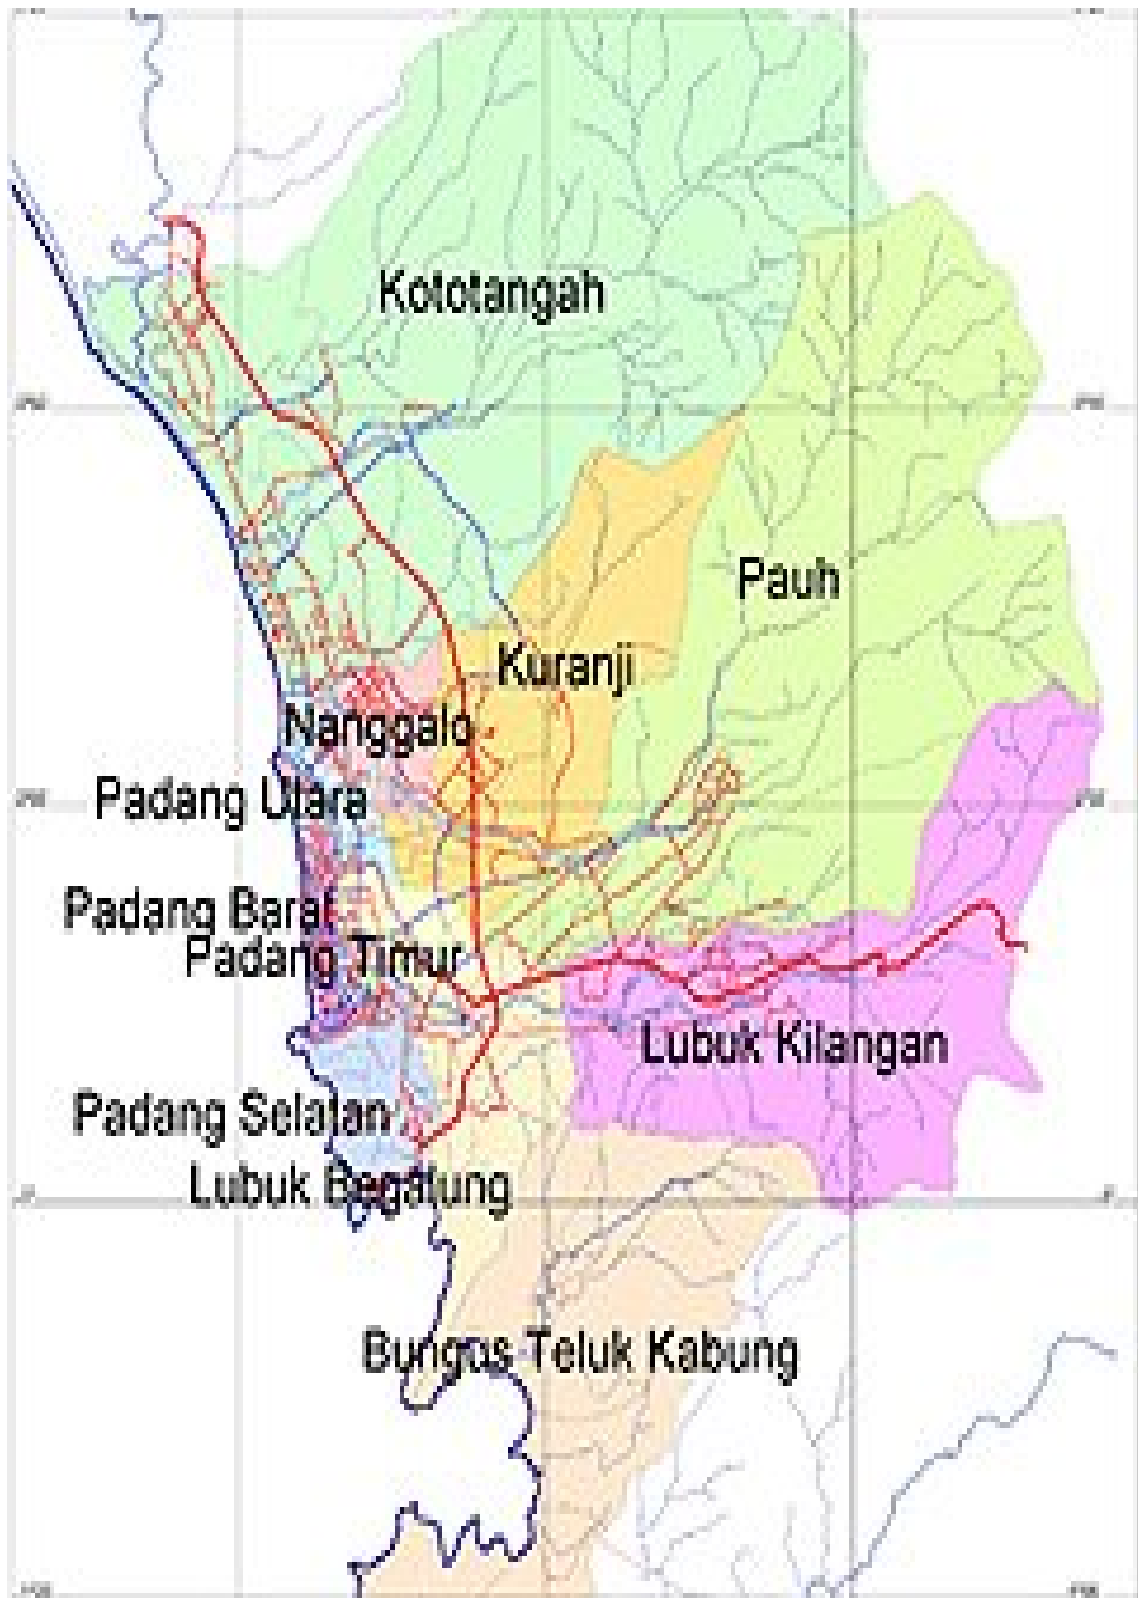 Kototangah
Pauh
Kuranji
Nanggalo
Padang Utara
Padang Barat
Padang Timur
Lubuk Kilangan
Padang Selatan
Lubuk Begalung
Bungus Teluk Kabung